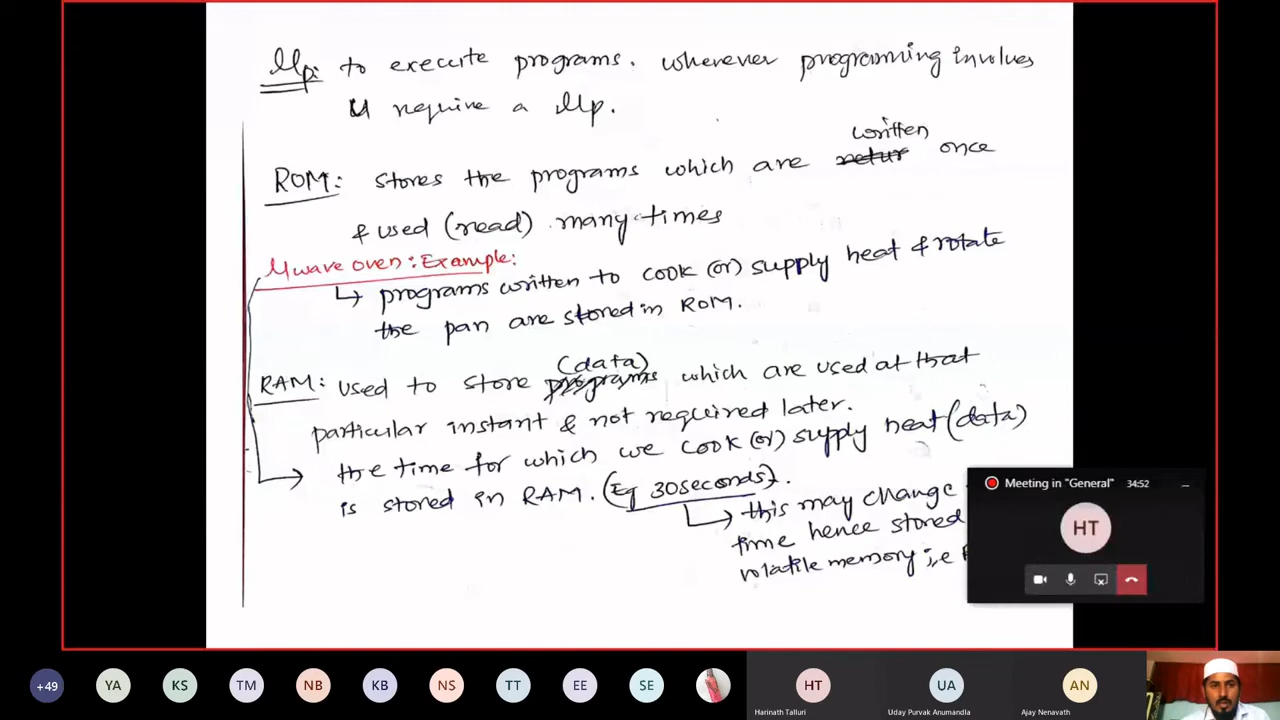 μp: to execute programs. wherever programming involves
u require a μp.
written
ROM: stores the programs which are retur once
& used (read) many times
μwave oven: Example:
↳ programs written to cook (or) supply heat & rotate
the pan are stored in ROM.
(data)
RAM: used to store programs which are used at that
particular instant & not required later.
the time for which we cook (or) supply heat (data)
is stored in RAM. (Eg 30seconds).
↳ this may change
time hence stored
volatile memory i,e
Meeting in "General" 34:52
HT
+49 YA KS TM NB KB NS TT EE SE HT UA AN
Harinath Talluri Uday Purvak Anumandla Ajay Nenavath